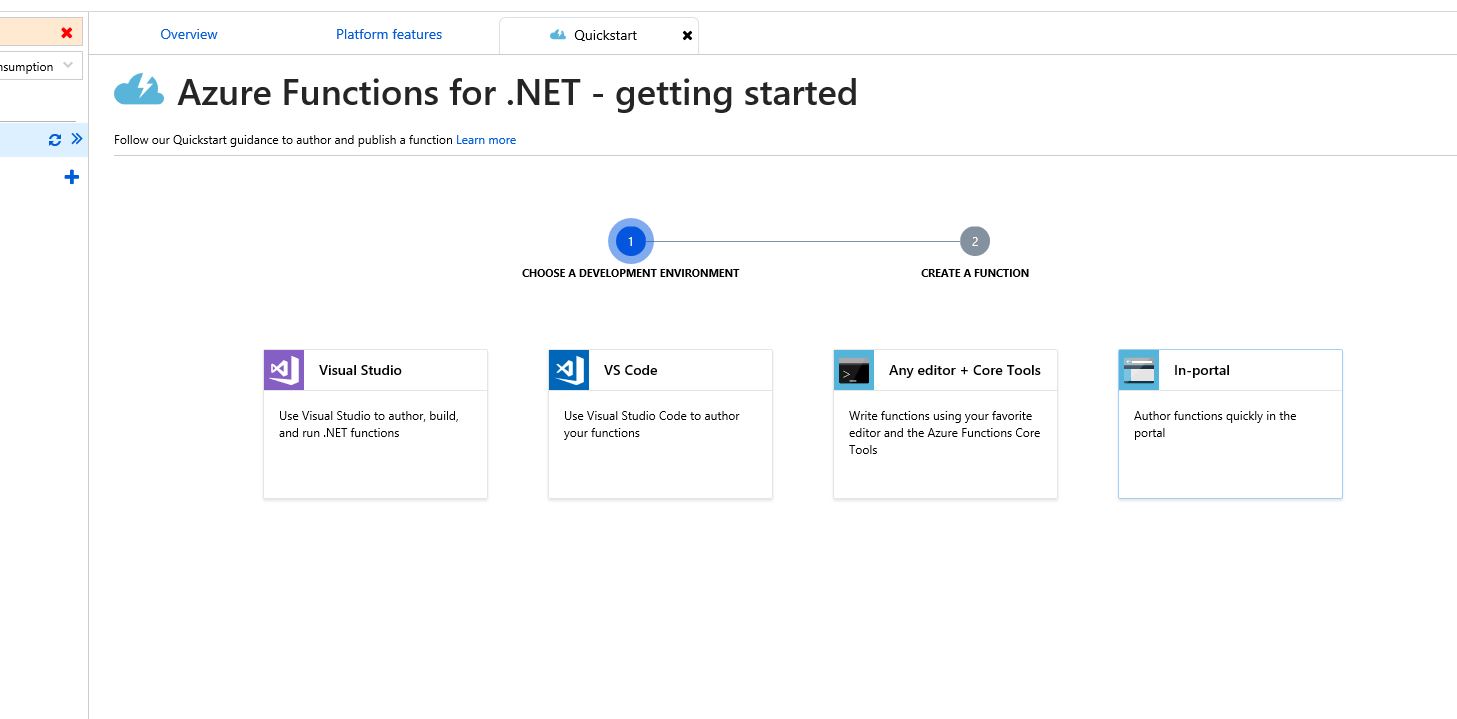 Overview
Platform features
Quickstart
nsumption
Azure Functions for .NET - getting started
Follow our Quickstart guidance to author and publish a function Learn more
1
2
CHOOSE A DEVELOPMENT ENVIRONMENT
CREATE A FUNCTION
Visual Studio
Use Visual Studio to author, build,
and run .NET functions
VS Code
Use Visual Studio Code to author
your functions
Any editor + Core Tools
Write functions using your favorite
editor and the Azure Functions Core
Tools
In-portal
Author functions quickly in the
portal